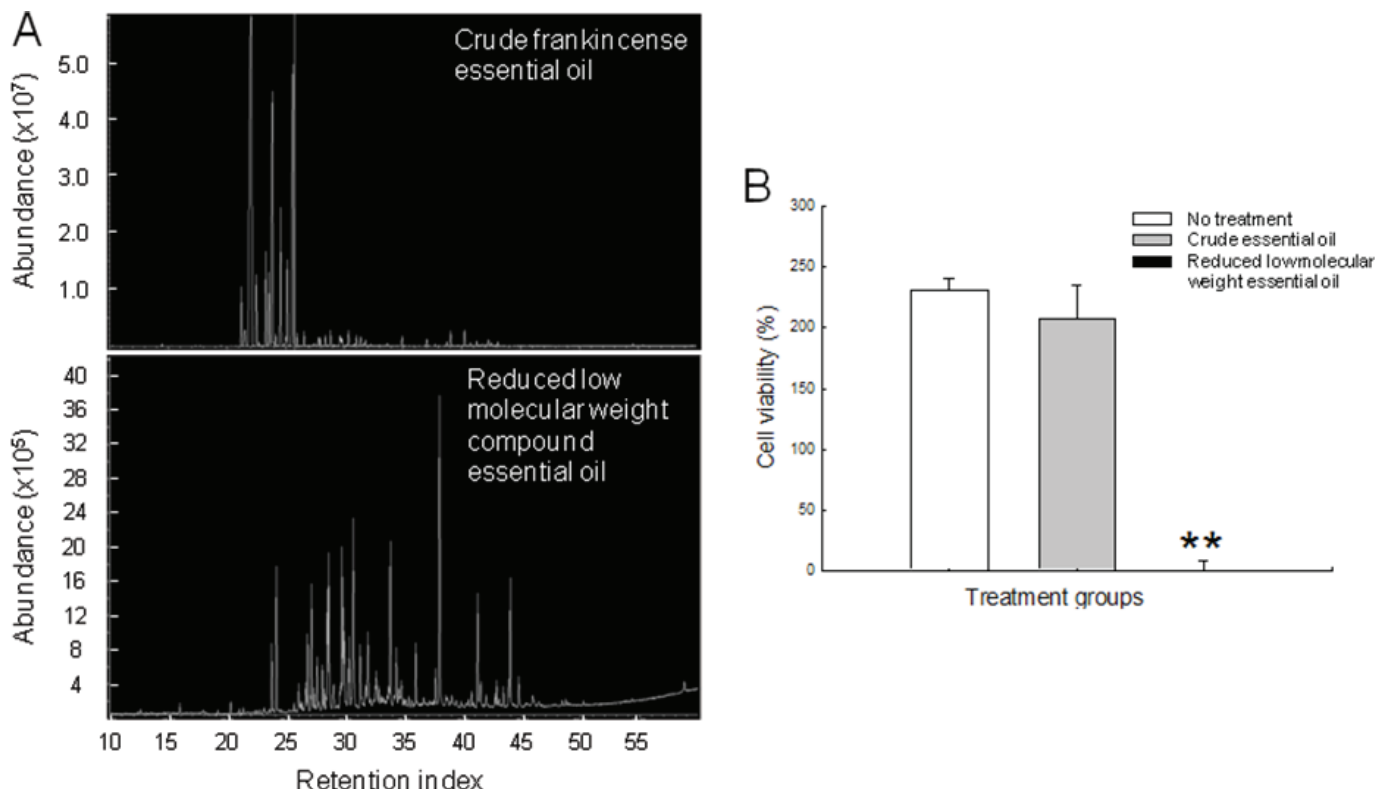 A
Crude frankincense
essential oil
Abundance (x10⁷)
5.0
4.0
3.0
2.0
1.0
Reduced low
molecular weight
compound
essential oil
Abundance (x10⁵)
40
36
32
28
24
20
16
12
8
4
10 15 20 25 30 35 40 45 50 55
Retention index
B
No treatment
Crude essential oil
Reduced low molecular
weight essential oil
Cell viability (%)
300
250
200
150
100
50
0
**
Treatment groups